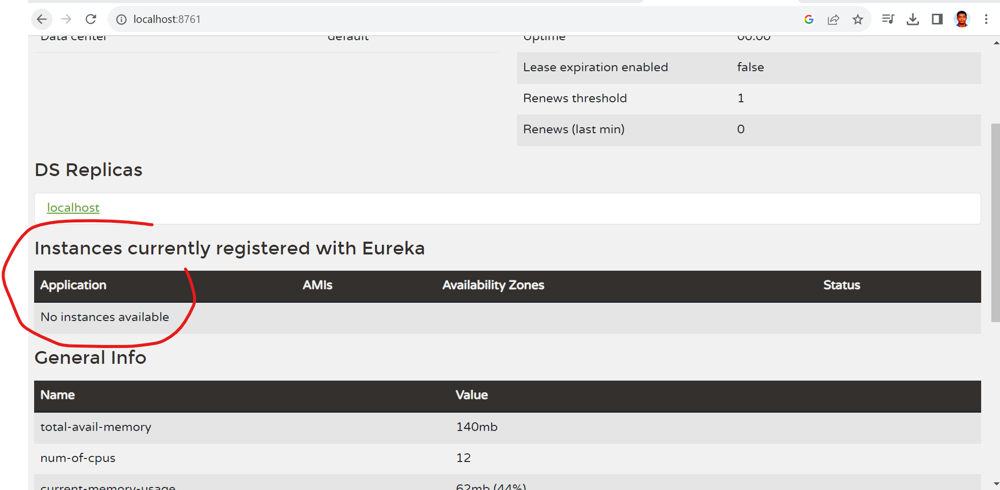 localhost:8761
Data center default
Uptime 00:00
Lease expiration enabled false
Renews threshold 1
Renews (last min) 0
DS Replicas
localhost
Instances currently registered with Eureka
Application AMIs Availability Zones Status
No instances available
General Info
Name Value
total-avail-memory 140mb
num-of-cpus 12
current-memory-usage 62mb (44%)